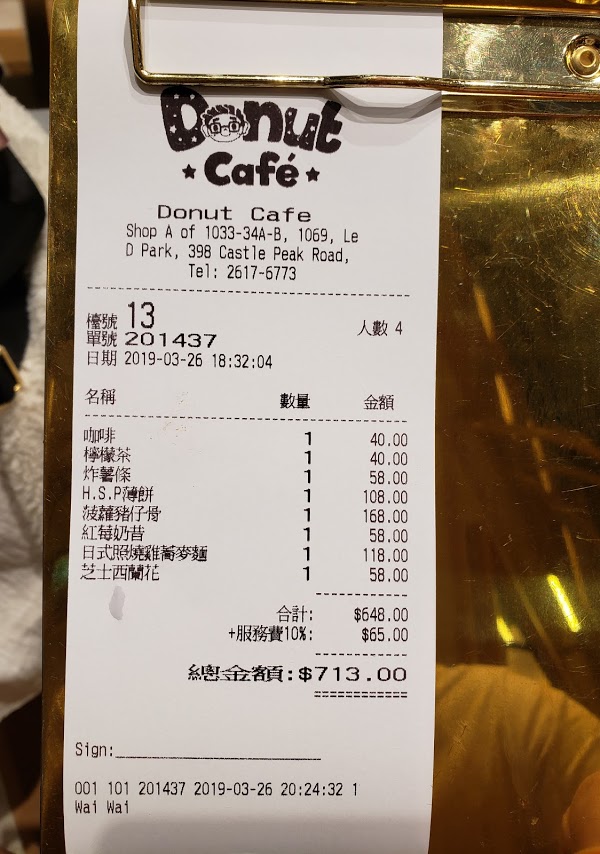 Donut
Café
Donut Cafe
Shop A of 1033-34A-B, 1069, Le
D Park, 398 Castle Peak Road,
Tel: 2617-6773
檯號 13 人數 4
單號 201437
日期 2019-03-26 18:32:04
名稱 數量 金額
咖啡 1 40.00
檸檬茶 1 40.00
炸薯條 1 58.00
H.S.P薄餅 1 108.00
菠蘿豬仔骨 1 168.00
紅莓奶昔 1 58.00
日式照燒雞蕎麥麵 1 118.00
芝士西蘭花 1 58.00
合計: $648.00
+服務費10%: $65.00
總金額:$713.00
Sign:
001 101 201437 2019-03-26 20:24:32 1
Wai Wai